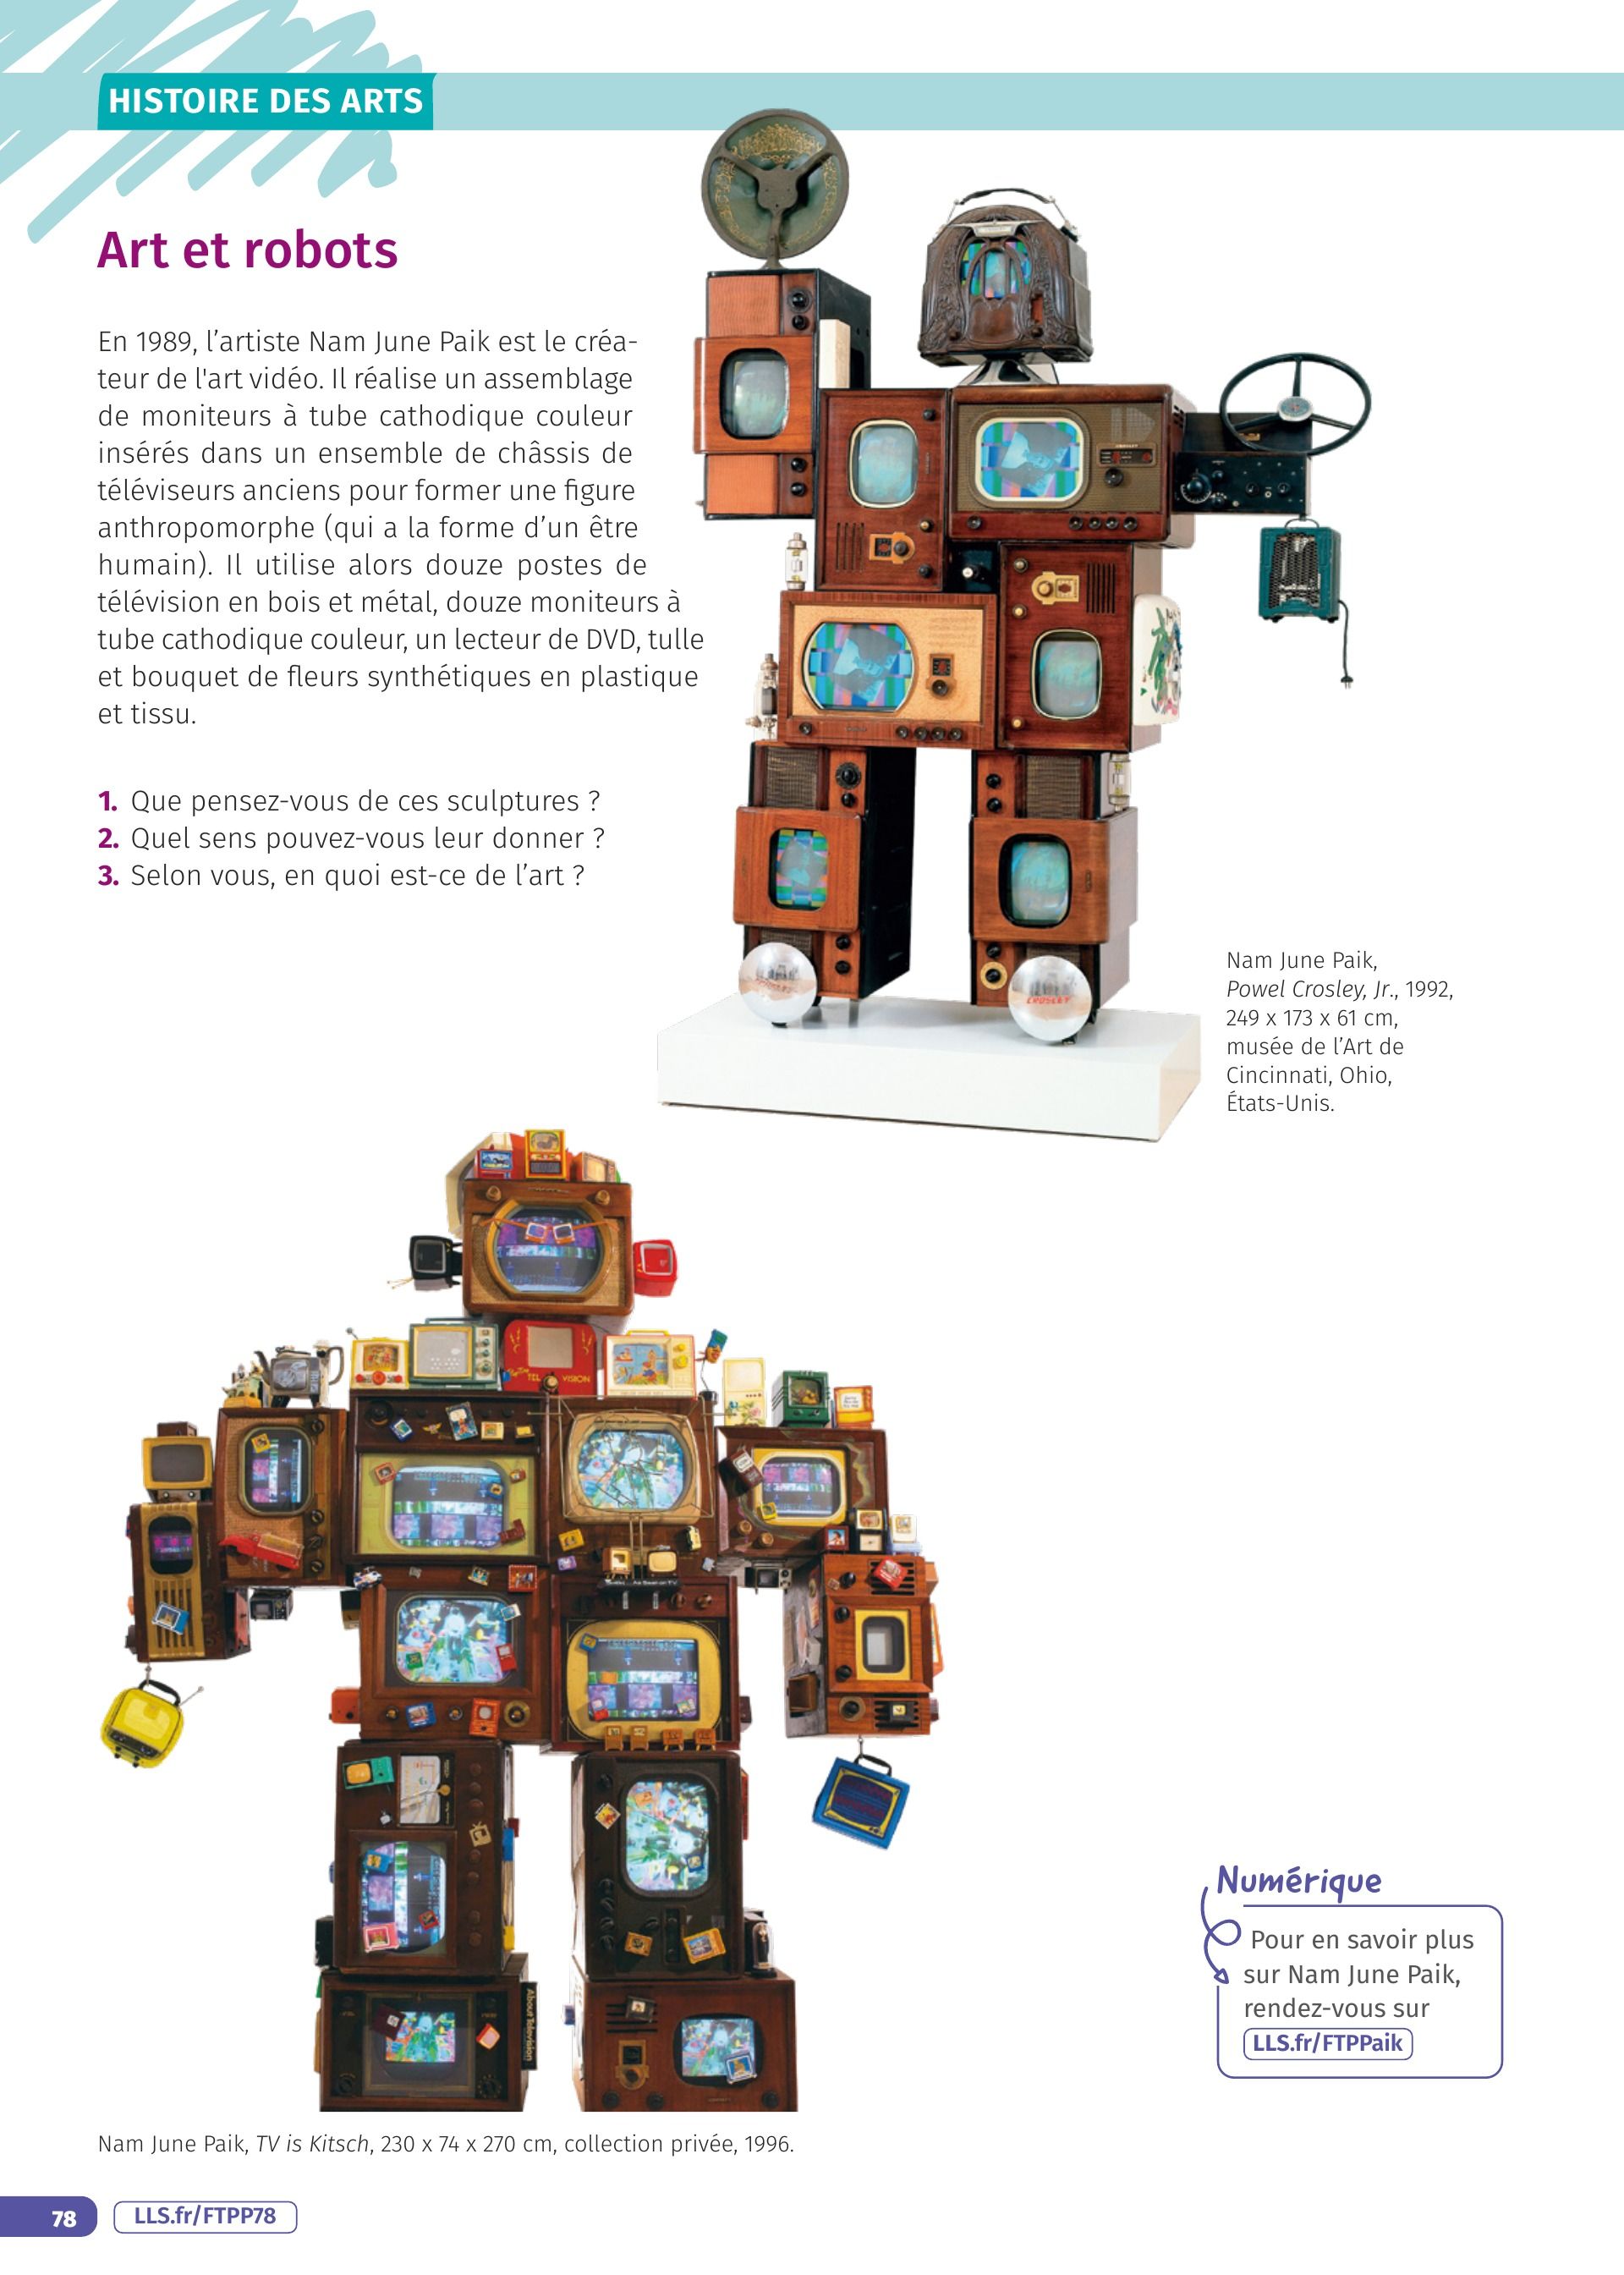 HISTOIRE DES ARTS
Art et robots
En 1989, l’artiste Nam June Paik est le créa-
teur de l'art vidéo. Il réalise un assemblage
de moniteurs à tube cathodique couleur
insérés dans un ensemble de châssis de
téléviseurs anciens pour former une figure
anthropomorphe (qui a la forme d’un être
humain). Il utilise alors douze postes de
télévision en bois et métal, douze moniteurs à
tube cathodique couleur, un lecteur de DVD, tulle
et bouquet de fleurs synthétiques en plastique
et tissu.
1. Que pensez-vous de ces sculptures ?
2. Quel sens pouvez-vous leur donner ?
3. Selon vous, en quoi est-ce de l’art ?
CROSLEY
Nam June Paik,
Powel Crosley, Jr., 1992,
249 x 173 x 61 cm,
musée de l’Art de
Cincinnati, Ohio,
États-Unis.
TEL VISION
As Seen on TV
About Television
Numérique
Pour en savoir plus
sur Nam June Paik,
rendez-vous sur
LLS.fr/FTPPaik
Nam June Paik, TV is Kitsch, 230 x 74 x 270 cm, collection privée, 1996.
78
LLS.fr/FTPP78